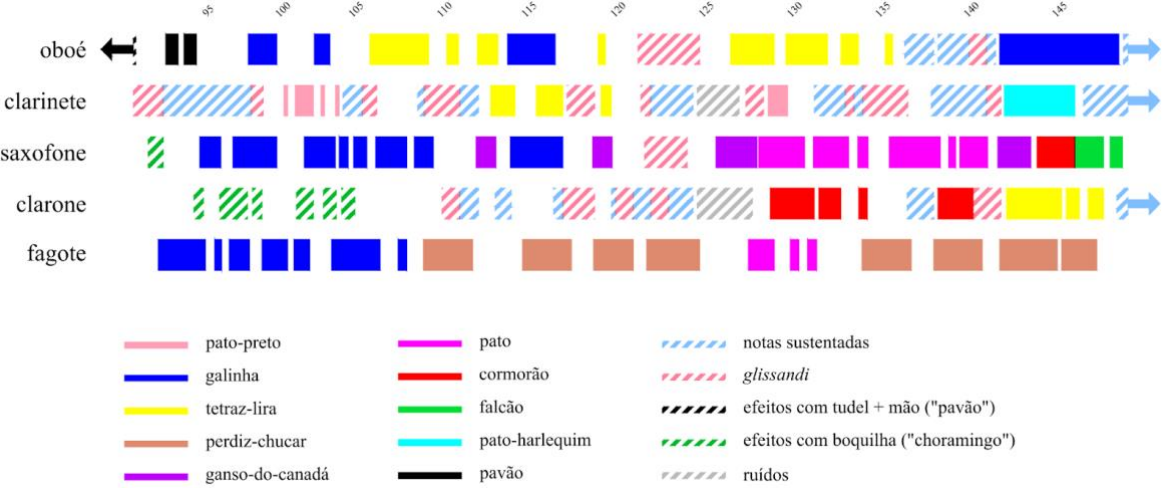 95 100 105 110 115 120 125 130 135 140 145
oboé
clarinete
saxofone
clarone
fagote
pato-preto pato notas sustentadas
galinha cormorão glissandi
tetraz-lira falcão efeitos com tudel + mão ("pavão")
perdiz-chucar pato-harlequim efeitos com boquilha ("choramingo")
ganso-do-canadá pavão ruídos